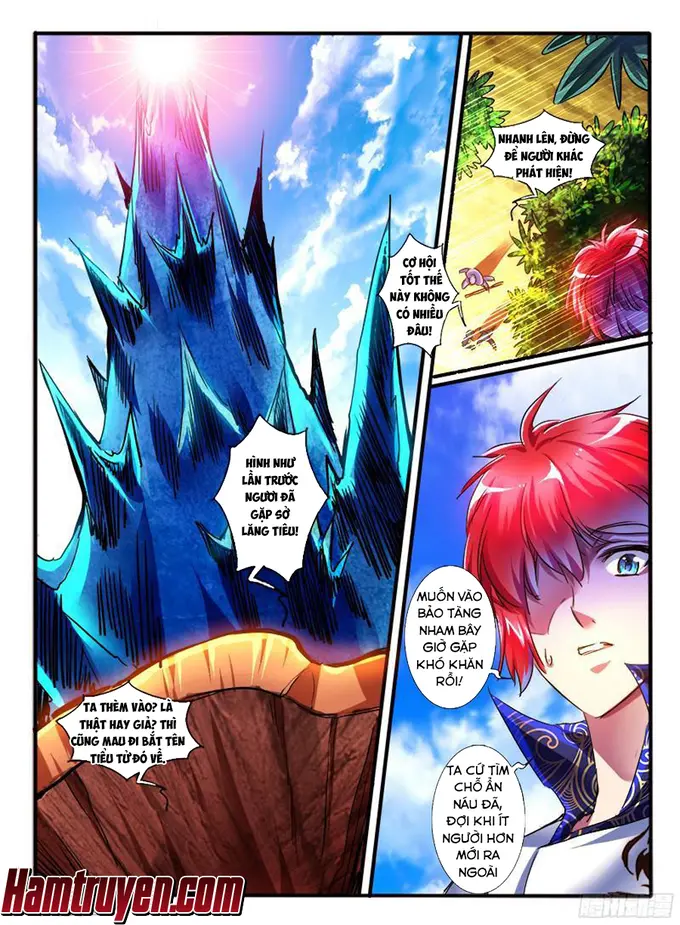 CƠ HỘI
TỐT THẾ
NÀY KHÔNG
CÓ NHIỀU
ĐÂU!
HÌNH NHƯ
LẦN TRƯỚC
NGƯƠI ĐÃ
GẶP SỞ
LĂNG TIÊU!
TA THÈM VÀO? LÀ
THẬT HAY GIẢ? THÌ
CŨNG MAU ĐI BẮT TÊN
TIỂU TỬ ĐÓ VỀ.
NHANH LÊN, ĐỪNG
ĐỂ NGƯỜI KHÁC
PHÁT HIỆN!
MUỐN VÀO
BẢO TÀNG
NHAM BÂY
GIỜ GẶP
KHÓ KHĂN
RỒI!
TA CỨ TÌM
CHỖ ẨN
NÁU ĐÃ,
ĐỢI KHI ÍT
NGƯỜI HƠN
MỚI RA
NGOÀI
Hamtruyen.com